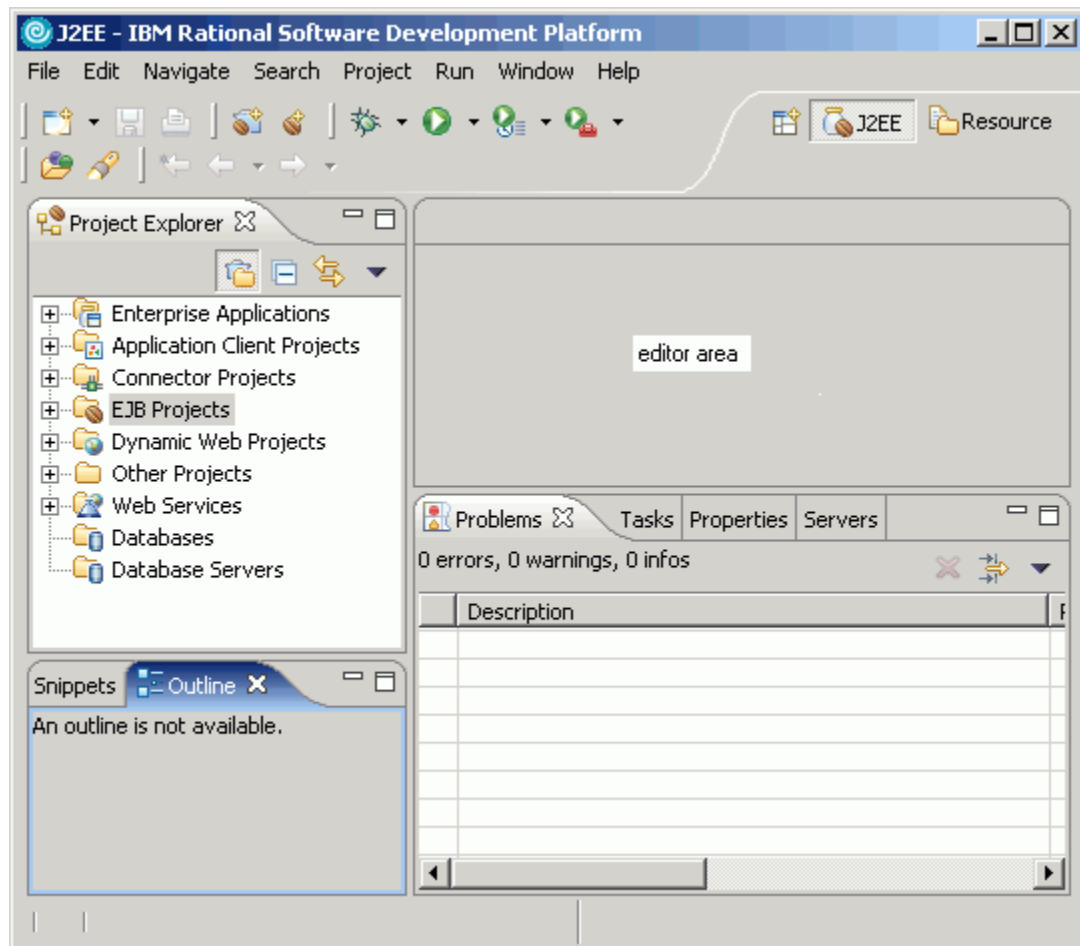 J2EE - IBM Rational Software Development Platform
File Edit Navigate Search Project Run Window Help
J2EE Resource
Project Explorer
Enterprise Applications
Application Client Projects
Connector Projects
EJB Projects
Dynamic Web Projects
Other Projects
Web Services
Databases
Database Servers
editor area
Problems Tasks Properties Servers
0 errors, 0 warnings, 0 infos
Description
Snippets Outline
An outline is not available.